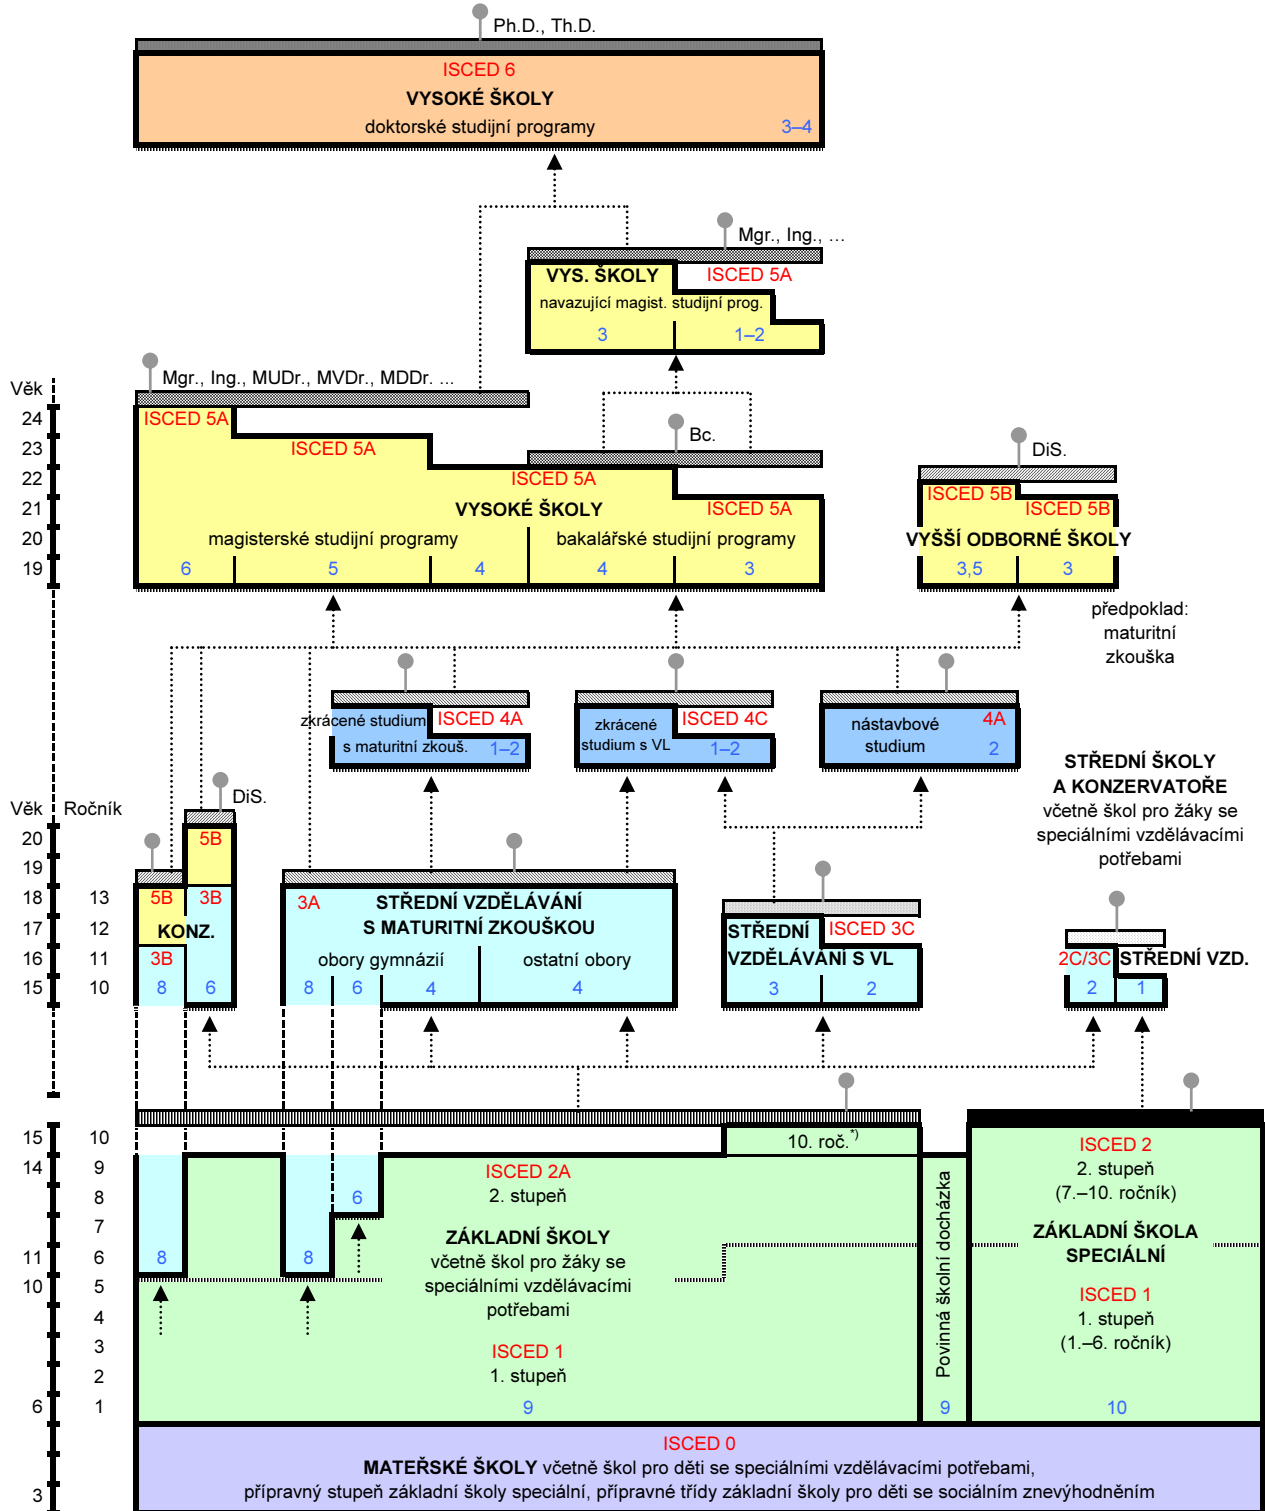 Ph.D., Th.D.
ISCED 6
VYSOKÉ ŠKOLY
doktorské studijní programy 3–4
Mgr., Ing., ...
VYS. ŠKOLY ISCED 5A
navazující magist. studijní prog.
3 1–2
Mgr., Ing., MUDr., MVDr., MDDr. ...
Věk
24 ISCED 5A
Bc.
DiS.
23 ISCED 5A
22 ISCED 5A
ISCED 5B
21 VYSOKÉ ŠKOLY ISCED 5A ISCED 5B
20 magisterské studijní programy bakalářské studijní programy VYŠŠÍ ODBORNÉ ŠKOLY
19 6 5 4 4 3 3,5 3
předpoklad:
maturitní
zkouška
zkrácené studium ISCED 4A
s maturitní zkouš. 1–2
zkrácené ISCED 4C
studium s VL 1–2
nástavbové 4A
studium 2
STŘEDNÍ ŠKOLY
A KONZERVATOŘE
včetně škol pro žáky se
speciálními vzdělávacími
potřebami
DiS.
Věk Ročník
20 5B
19
18 13 5B 3B 3A STŘEDNÍ VZDĚLÁVÁNÍ
17 12 KONZ. S MATURITNÍ ZKOUŠKOU STŘEDNÍ ISCED 3C
16 11 3B obory gymnázií ostatní obory VZDĚLÁVÁNÍ S VL 2C/3C STŘEDNÍ VZD.
15 10 8 6 8 6 4 4 3 2 2 1
15 10 10. roč.*) ISCED 2
14 9 ISCED 2A 2. stupeň
8 6 2. stupeň (7.–10. ročník)
7 ZÁKLADNÍ ŠKOLY ZÁKLADNÍ ŠKOLA
11 6 8 8 včetně škol pro žáky se SPECIÁLNÍ
10 5 speciálními vzdělávacími ISCED 1
potřebami
4 1. stupeň
3 ISCED 1 (1.–6. ročník)
2 1. stupeň
Povinná školní docházka
6 1 9 9 10
ISCED 0
MATEŘSKÉ ŠKOLY včetně škol pro děti se speciálními vzdělávacími potřebami,
3 přípravný stupeň základní školy speciální, přípravné třídy základní školy pro děti se sociálním znevýhodněním